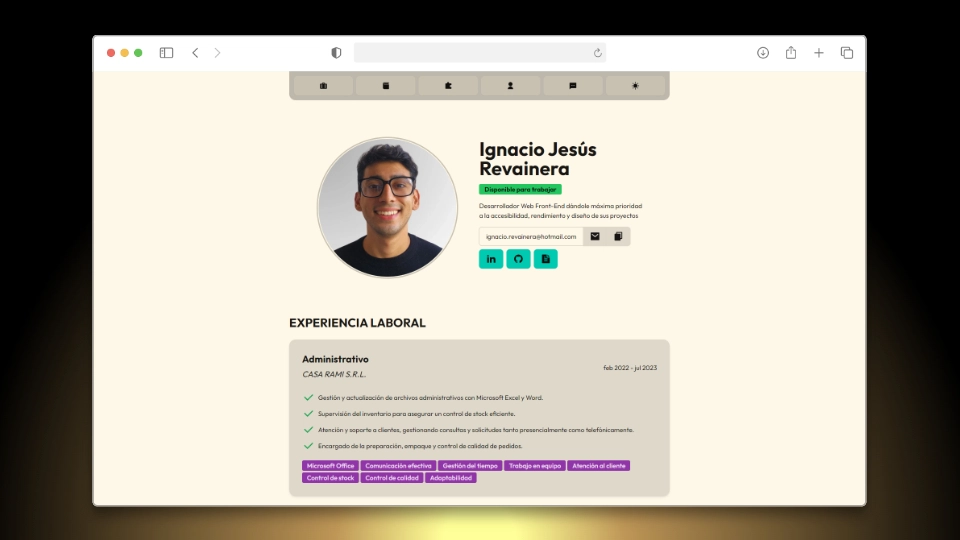 Ignacio Jesús
Revainera
Disponible para trabajar
Desarrollador Web Front-End dándole máxima prioridad
a la accesibilidad, rendimiento y diseño de sus proyectos
ignacio.revainera@hotmail.com
in
EXPERIENCIA LABORAL
Administrativo
feb 2022 - jul 2023
CASA RAMI S.R.L.
Gestión y actualización de archivos administrativos con Microsoft Excel y Word.
Supervisión del inventario para asegurar un control de stock eficiente.
Atención y soporte a clientes, gestionando consultas y solicitudes tanto presencialmente como telefónicamente.
Encargado de la preparación, empaque y control de calidad de pedidos.
Microsoft Office Comunicación efectiva Gestión del tiempo Trabajo en equipo Atención al cliente
Control de stock Control de calidad Adaptabilidad